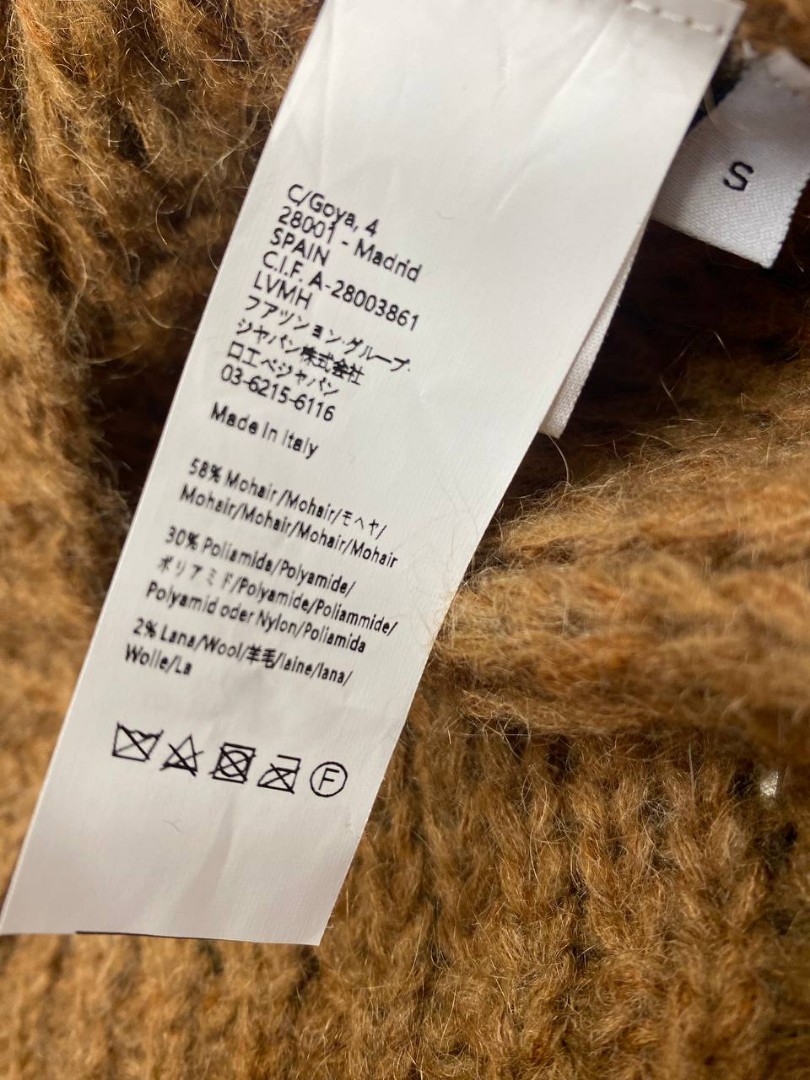 C/Goya, 4
28001 - Madrid
SPAIN
C.I.F. A-28003861
LVMH
フアツション・グループ・
ジヤパン株式会社
ロエベジャパン
03-6215-6116
Made in Italy
58% Mohair/Mohair/モヘヤ/
Mohair/Mohair/Mohair/Mohair
30% Poliamida/Polyamide/
ポリアミド/Polyamide/Poliammide/
Polyamid oder Nylon/Poliamida
2% Lana/Wool/羊毛/laine/lana/
Wolle/La
F
S